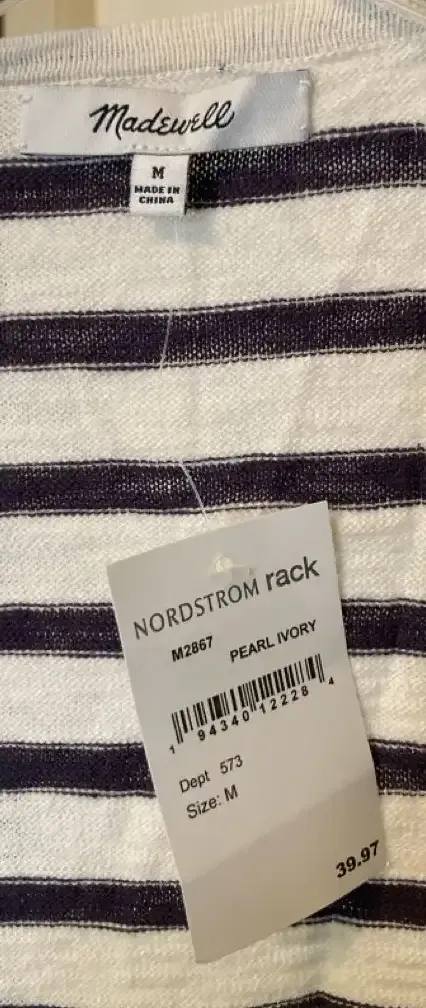 Madewell
M
MADE IN
CHINA
NORDSTROM rack
M2867 PEARL IVORY
1 94340 12228 4
Dept 573
Size: M
39.97